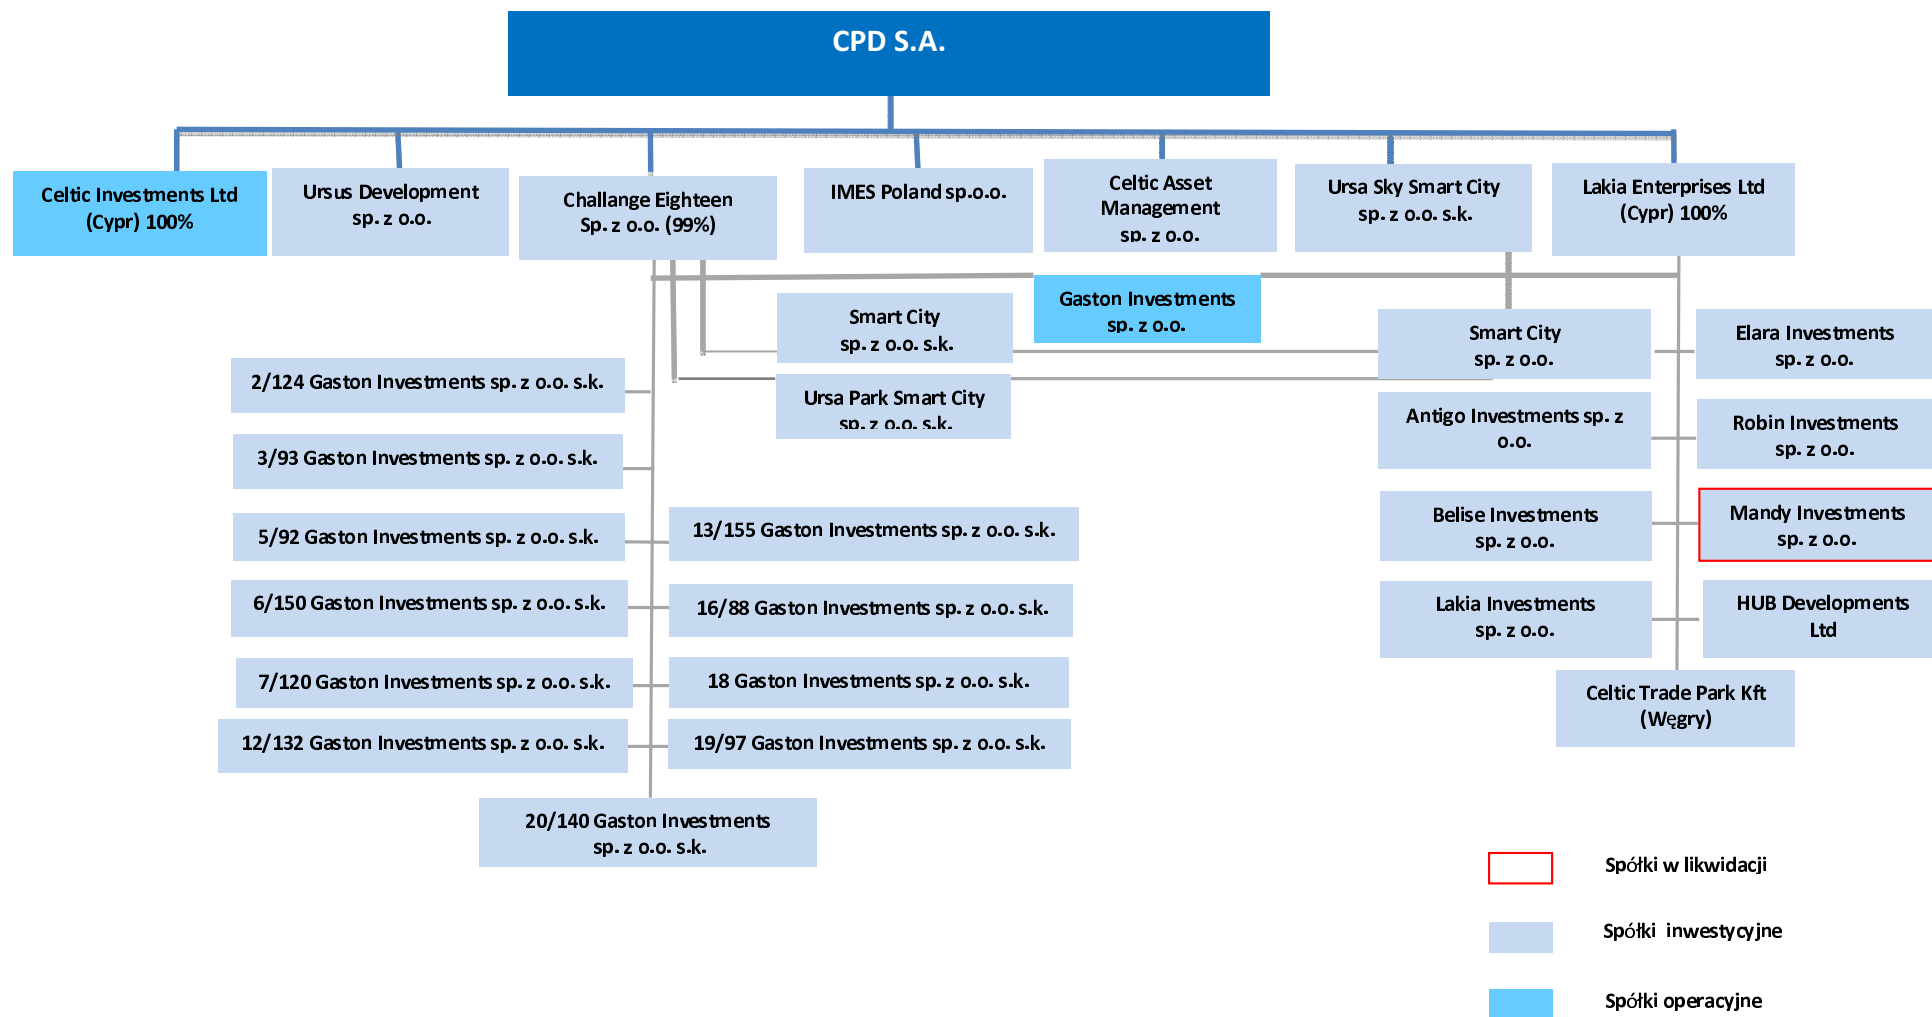 CPD S.A.
Celtic Investments Ltd
(Cypr) 100%
Ursus Development
sp. z o.o.
Challange Eighteen
Sp. z o.o. (99%)
IMES Poland sp.o.o.
Celtic Asset
Management
sp. z o.o.
Ursa Sky Smart City
sp. z o.o. s.k.
Lakia Enterprises Ltd
(Cypr) 100%
Gaston Investments
sp. z o.o.
Smart City
sp. z o.o. s.k.
Smart City
sp. z o.o.
Elara Investments
sp. z o.o.
2/124 Gaston Investments sp. z o.o. s.k.
Ursa Park Smart City
sp. z o.o. s.k.
Antigo Investments sp. z
o.o.
Robin Investments
sp. z o.o.
3/93 Gaston Investments sp. z o.o. s.k.
5/92 Gaston Investments sp. z o.o. s.k.
13/155 Gaston Investments sp. z o.o. s.k.
Belise Investments
sp. z o.o.
Mandy Investments
sp. z o.o.
6/150 Gaston Investments sp. z o.o. s.k.
16/88 Gaston Investments sp. z o.o. s.k.
Lakia Investments
sp. z o.o.
HUB Developments
Ltd
7/120 Gaston Investments sp. z o.o. s.k.
18 Gaston Investments sp. z o.o. s.k.
Celtic Trade Park Kft
(Węgry)
12/132 Gaston Investments sp. z o.o. s.k.
19/97 Gaston Investments sp. z o.o. s.k.
20/140 Gaston Investments
sp. z o.o. s.k.
Spółki w likwidacji
Spółki inwestycyjne
Spółki operacyjne